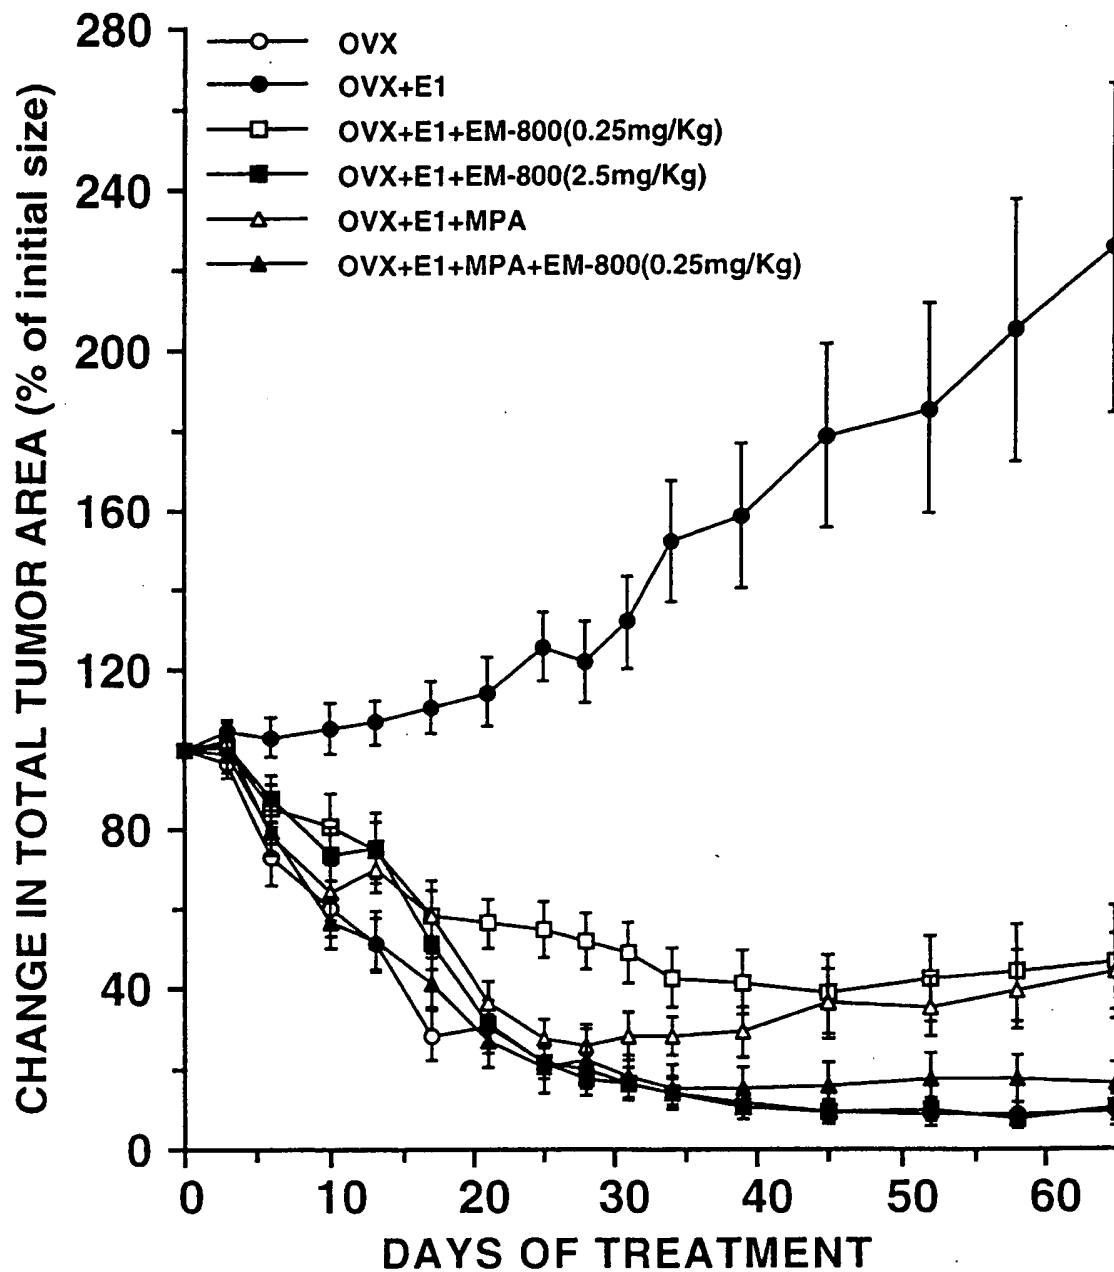 CHANGE IN TOTAL TUMOR AREA (% of initial size)
280
240
200
160
120
80
40
0
OVX
OVX+E1
OVX+E1+EM-800(0.25mg/Kg)
OVX+E1+EM-800(2.5mg/Kg)
OVX+E1+MPA
OVX+E1+MPA+EM-800(0.25mg/Kg)
0 10 20 30 40 50 60
DAYS OF TREATMENT